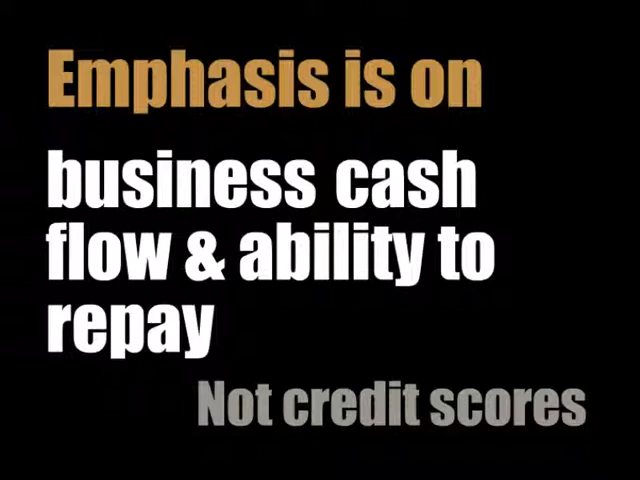 Emphasis is on
business cash
flow & ability to
repay
Not credit scores